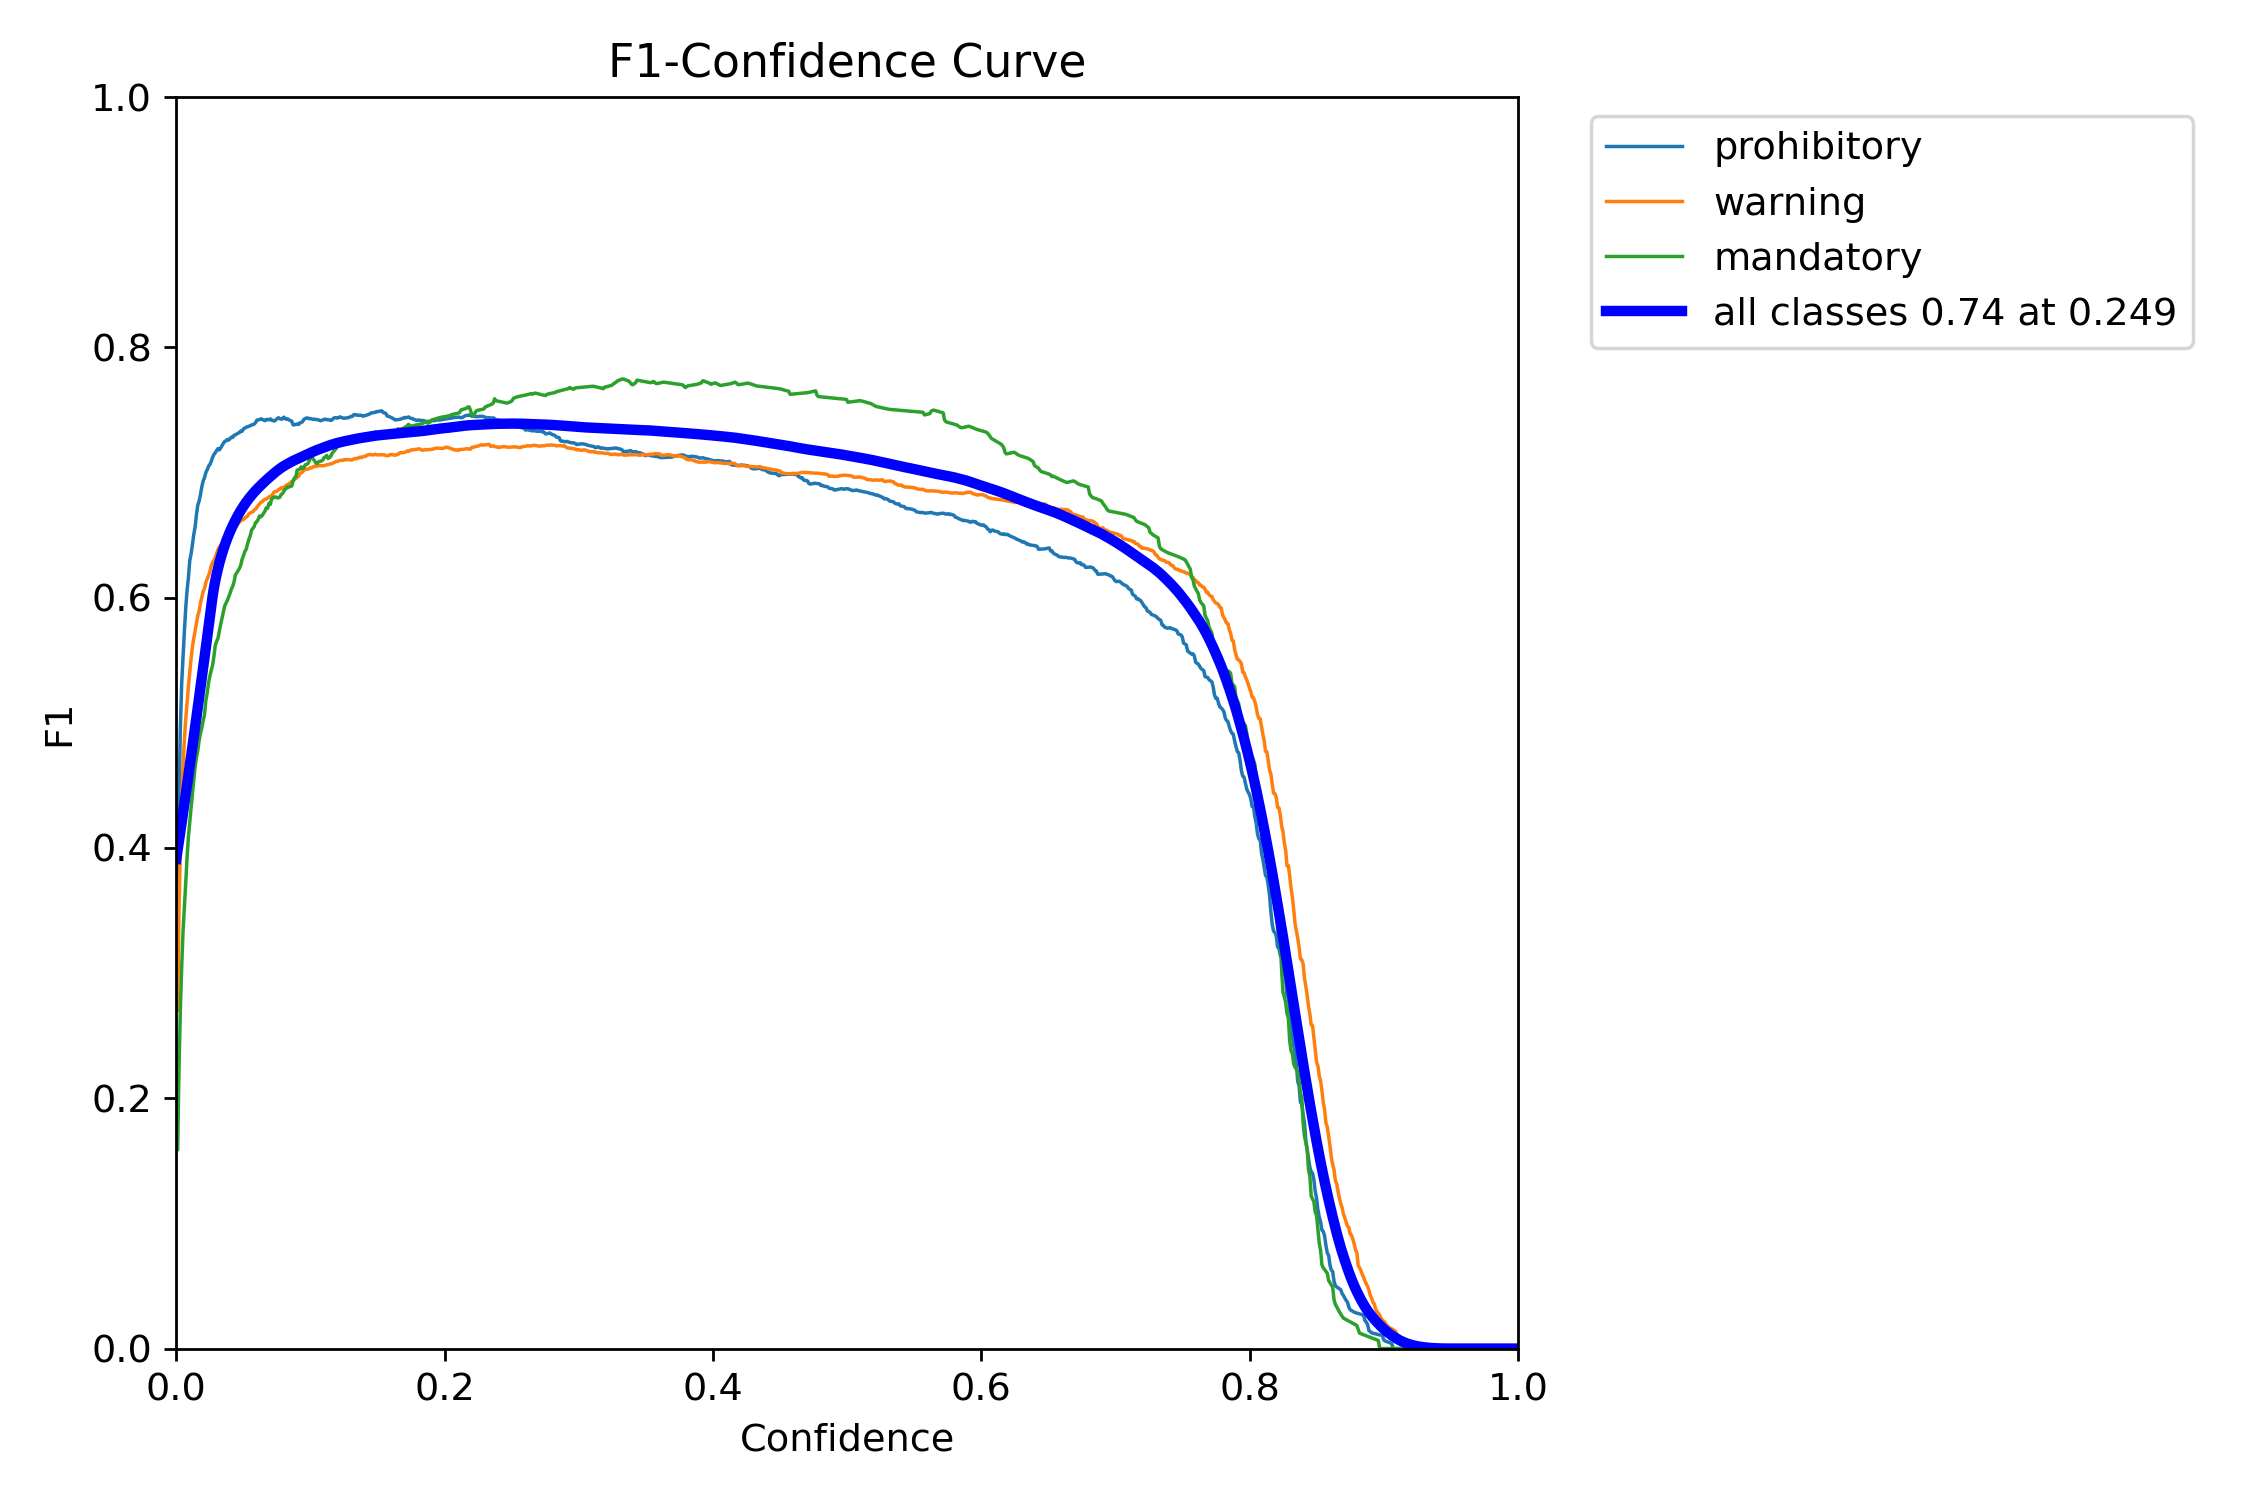 F1-Confidence Curve
1.0
0.8
0.6
0.4
0.2
0.0
F1
0.0 0.2 0.4 0.6 0.8 1.0
Confidence
prohibitory
warning
mandatory
all classes 0.74 at 0.249